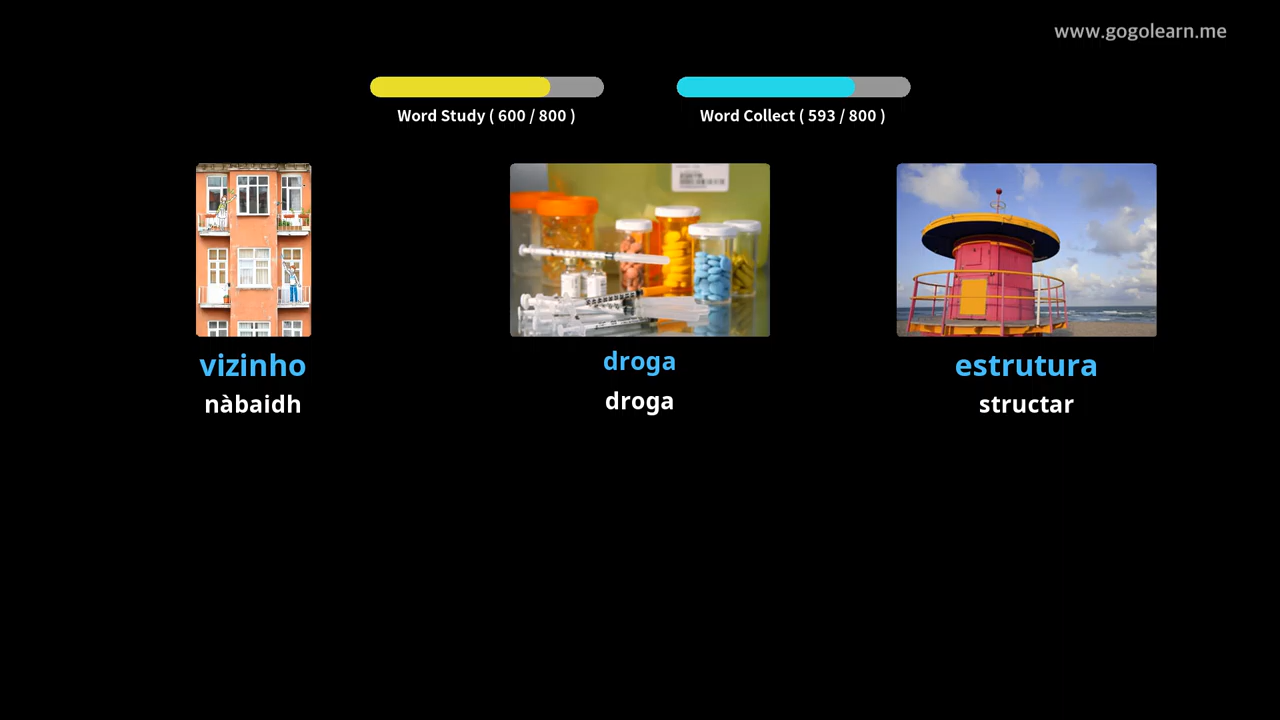 www.gogolearn.me
Word Study ( 600 / 800 )
Word Collect ( 593 / 800 )
vizinho
nàbaidh
droga
droga
estrutura
structar